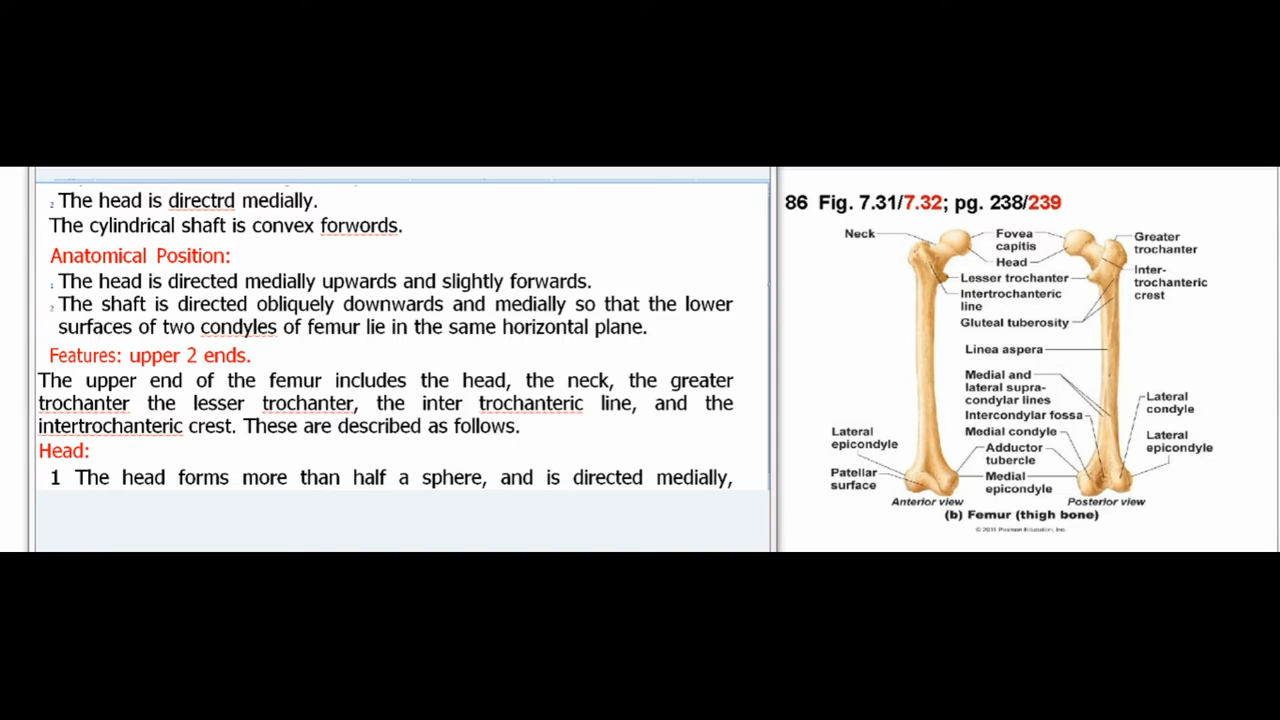 2 The head is directrd medially.
The cylindrical shaft is convex forwords.
Anatomical Position:
1 The head is directed medially upwards and slightly forwards.
2 The shaft is directed obliquely downwards and medially so that the lower
surfaces of two condyles of femur lie in the same horizontal plane.
Features: upper 2 ends.
The upper end of the femur includes the head, the neck, the greater
trochanter the lesser trochanter, the inter trochanteric line, and the
intertrochanteric crest. These are described as follows.
Head:
1 The head forms more than half a sphere, and is directed medially,
86 Fig. 7.31/7.32; pg. 238/239
Neck
Fovea
capitis
Head
Lesser trochanter
Intertrochanteric
line
Gluteal tuberosity
Linea aspera
Medial and
lateral supra-
condylar lines
Intercondylar fossa
Medial condyle
Adductor
tubercle
Medial
epicondyle
Greater
trochanter
Inter-
trochanteric
crest
Lateral
condyle
Lateral
epicondyle
Lateral
epicondyle
Patellar
surface
Anterior view
Posterior view
(b) Femur (thigh bone)
© 2011 Pearson Education, Inc.